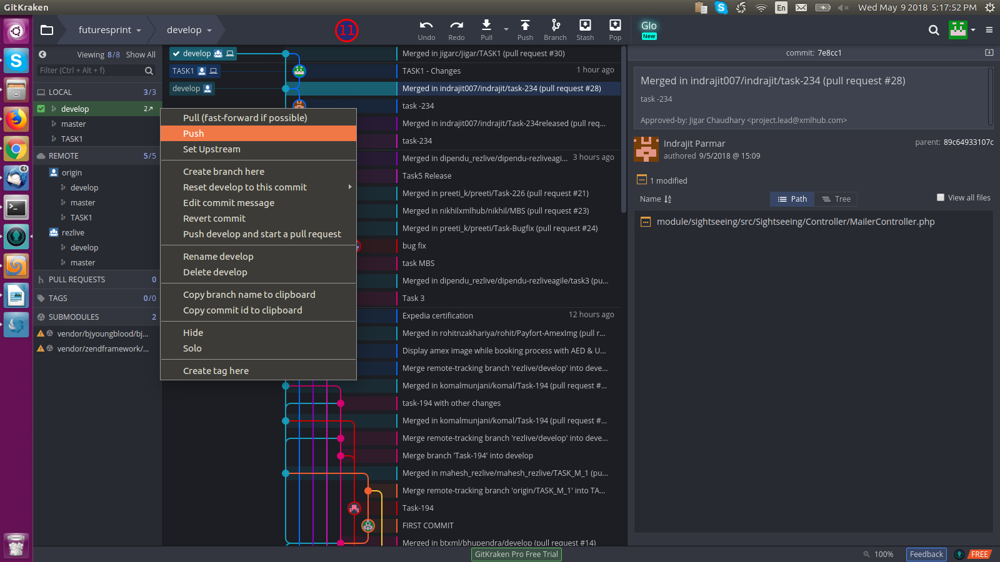 GitKraken
En
Wed May 9 2018 5:17:52 PM
futuresprint
develop
11
Undo
Redo
Pull
Push
Branch
Stash
Pop
Glo
New
Viewing 8/8 Show All
Filter (Ctrl + Alt + f)
LOCAL 3/3
develop 2↗
master
TASK1
REMOTE 5/5
origin
develop
master
TASK1
rezlive
develop
master
PULL REQUESTS 0
TAGS 0/0
SUBMODULES 2
vendor/bjyoungblood/bj...
vendor/zendframework/...
4
develop
TASK1
develop
Pull (fast-forward if possible)
Push
Set Upstream
Create branch here
Reset develop to this commit
Edit commit message
Revert commit
Push develop and start a pull request
Rename develop
Delete develop
Copy branch name to clipboard
Copy commit id to clipboard
Hide
Solo
Create tag here
Merged in jigarc/jigar/TASK1 (pull request #30)
TASK1 - Changes 1 hour ago
Merged in indrajit007/indrajit/task-234 (pull request #28)
task -234
Merged in indrajit007/indrajit/Task-234released (pull req...
task-234
Merged in dipendu_rezlive/dipendu-rezliveagi... 3 hours ago
Task5 Release
Merged in preeti_k/preeti/Task-226 (pull request #21)
Merged in nikhilxmlhub/nikhil/MBS (pull request #23)
Merged in preeti_k/preeti/Task-Bugfix (pull request #24)
bug fix
task MBS
Merged in dipendu_rezlive/dipendu-rezliveagile/task3 (pu...
Task 3
Expedia certification 12 hours ago
Merged in rohitnzakhariya/rohit/Payfort-AmexImg (pull r...
Display amex image while booking process with AED & U...
Merge remote-tracking branch 'rezlive/develop' into deve...
Merged in komalmunjani/komal/Task-194 (pull request #...
task-194 with other changes
Merged in komalmunjani/komal/Task-194 (pull request #...
Merge remote-tracking branch 'rezlive/develop' into deve...
Merge branch 'Task-194' into develop
Merged in mahesh_rezlive/mahesh_rezlive/TASK_M_1 (pu...
Merge remote-tracking branch 'origin/TASK_M_1' into TA...
Task-194
FIRST COMMIT
Merged in btxml/bhupendra/develop (pull request #14)
commit: 7e8cc1
Merged in indrajit007/indrajit/task-234 (pull request #28)
task -234
Approved-by: Jigar Chaudhary <project.lead@xmlhub.com>
Indrajit Parmar
authored 9/5/2018 @ 15:09
parent: 89c64933107c
1 modified
Name
Path
Tree
View all files
module/sightseeing/src/Sightseeing/Controller/MailerController.php
GitKraken Pro Free Trial
100%
Feedback
FREE